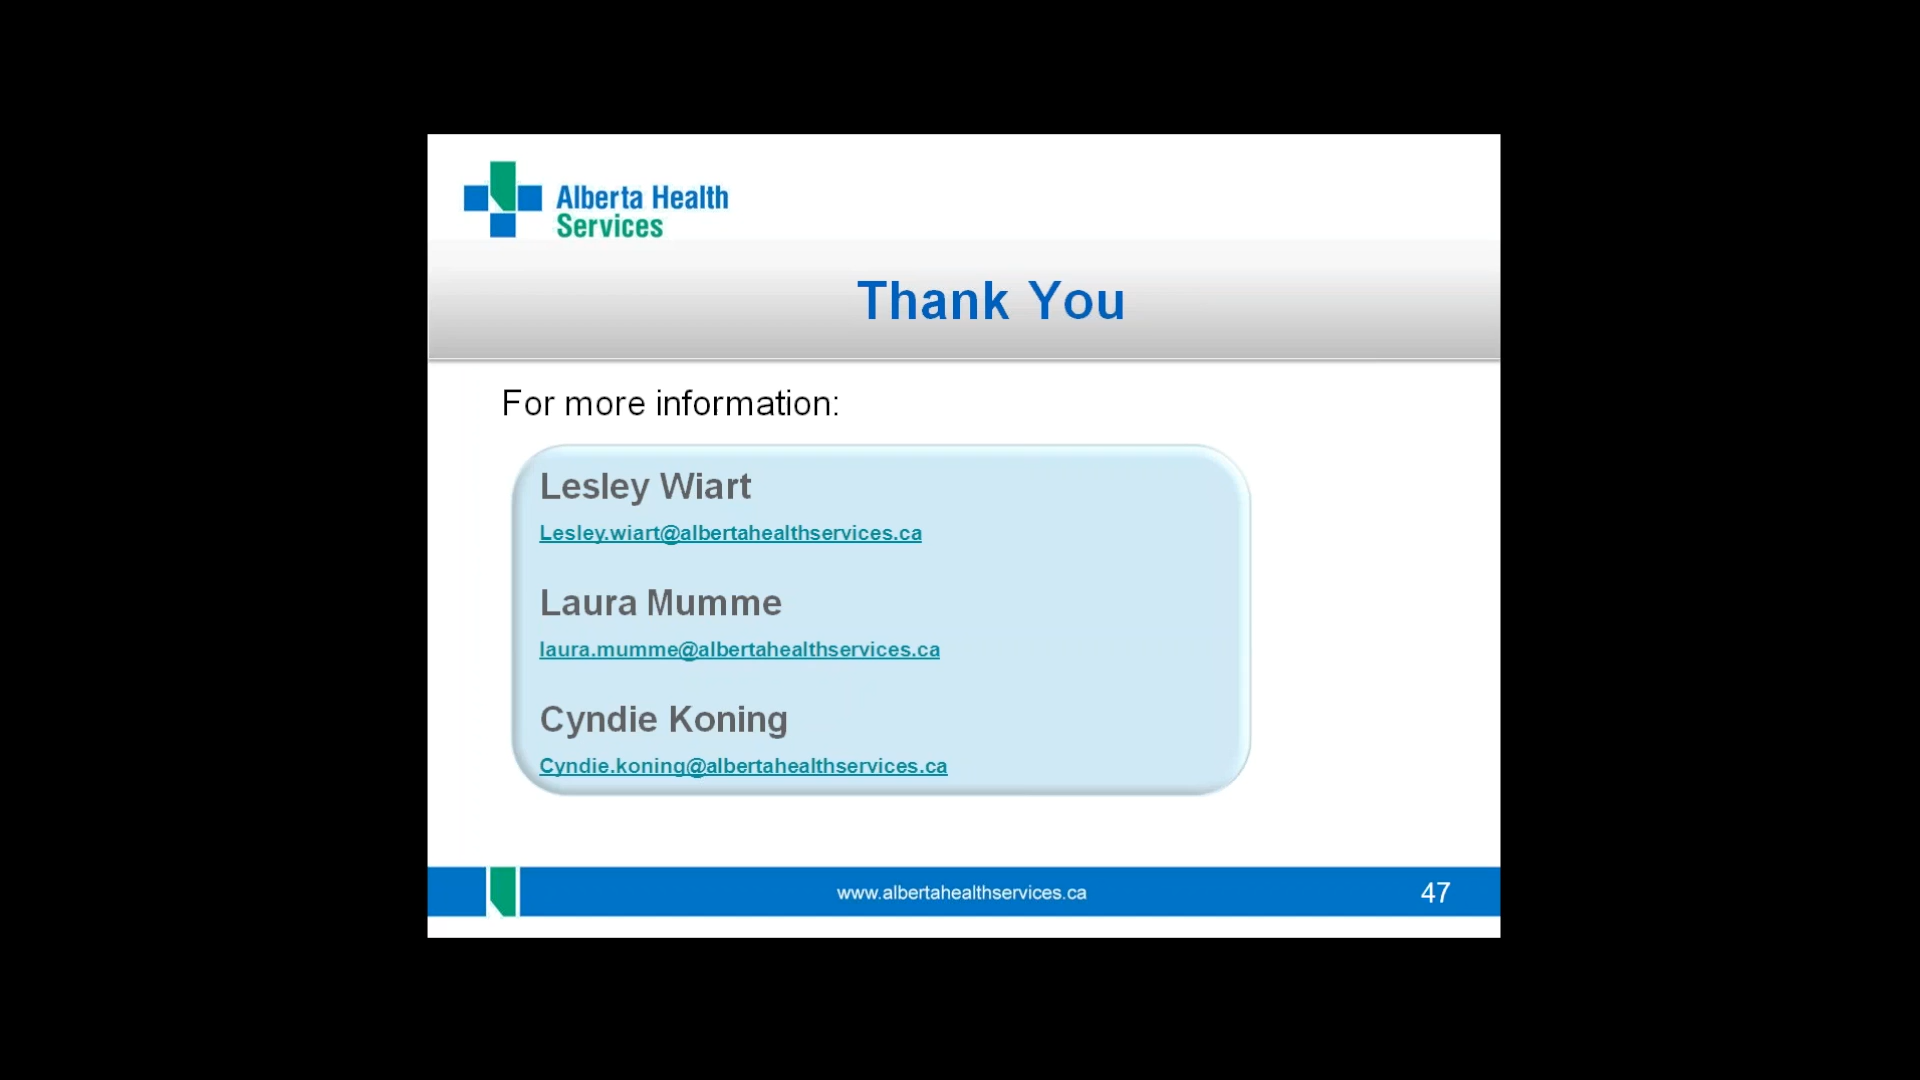 Alberta Health
Services
Thank You
For more information:
Lesley Wiart
Lesley.wiart@albertahealthservices.ca
Laura Mumme
laura.mumme@albertahealthservices.ca
Cyndie Koning
Cyndie.koning@albertahealthservices.ca
www.albertahealthservices.ca
47